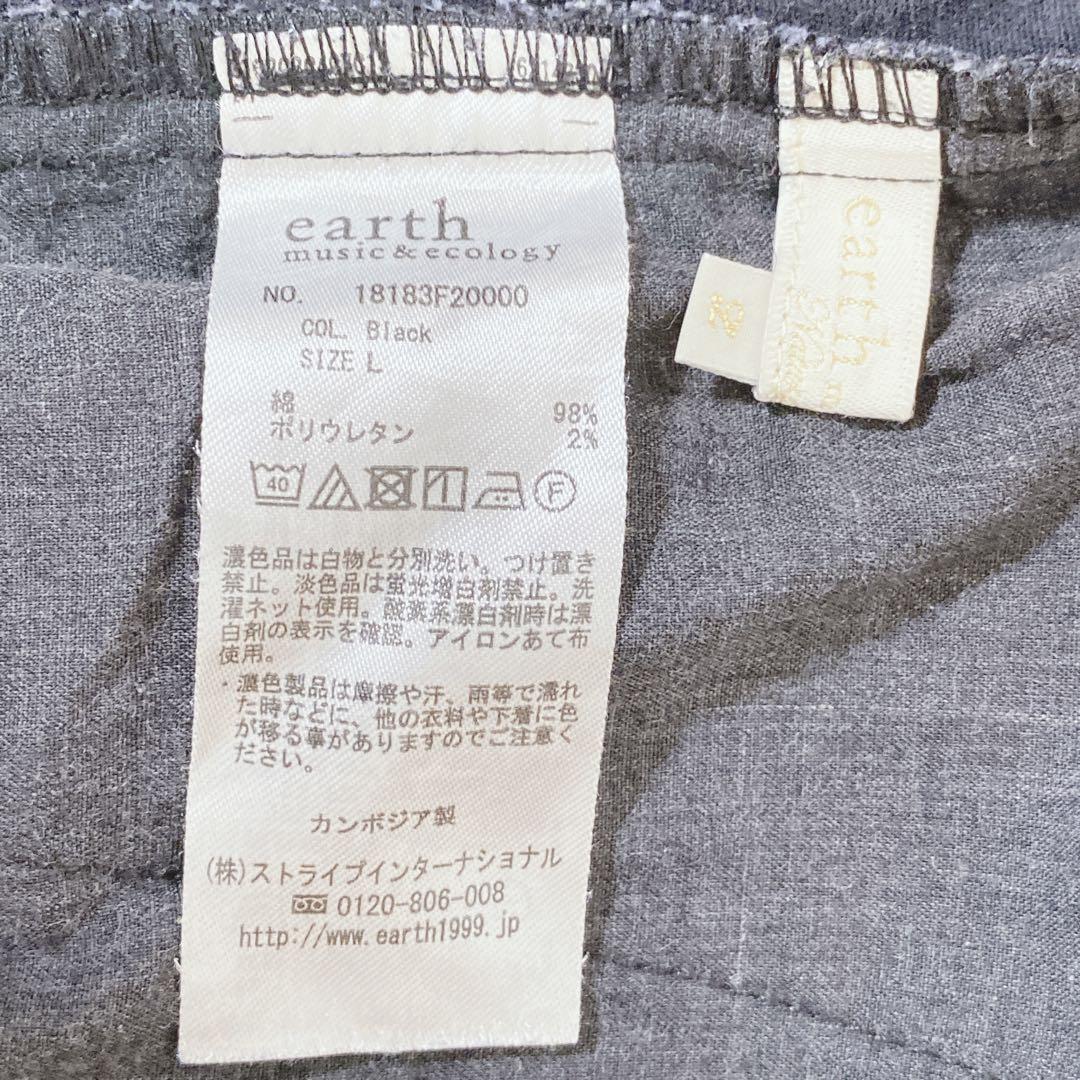 earth
music & ecology
NO. 18183F20000
COL. Black
SIZE L
綿 98%
ポリウレタン 2%
40 F
濃色品は白物と分別洗い。つけ置き
禁止。淡色品は蛍光増白剤禁止。洗
濯ネット使用。酸素系漂白剤時は漂
白剤の表示を確認。アイロンあて布
使用。
・濃色製品は摩擦や汗、雨等で濡れ
た時などに、他の衣料や下着に色
が移る事がありますのでご注意く
ださい。
カンボジア製
(株)ストライプインターナショナル
0120-806-008
http://www.earth1999.jp
earth m